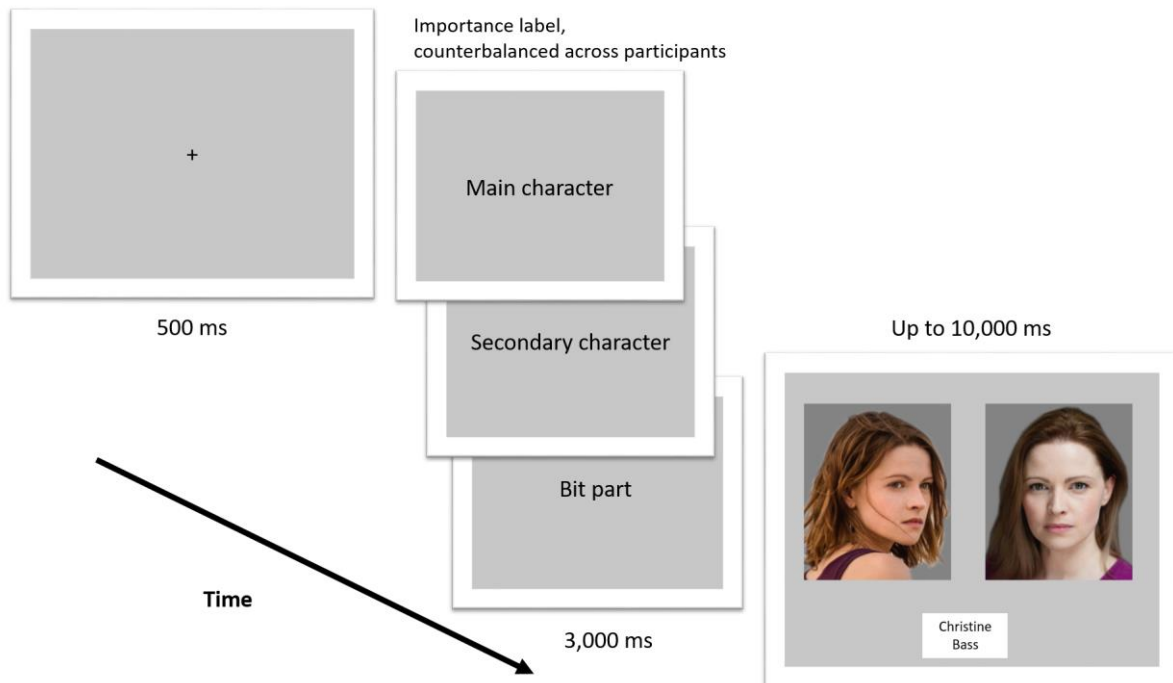 Importance label,
counterbalanced across participants
+
Main character
500 ms
Secondary character
Up to 10,000 ms
Bit part
Time
3,000 ms
Christine
Bass